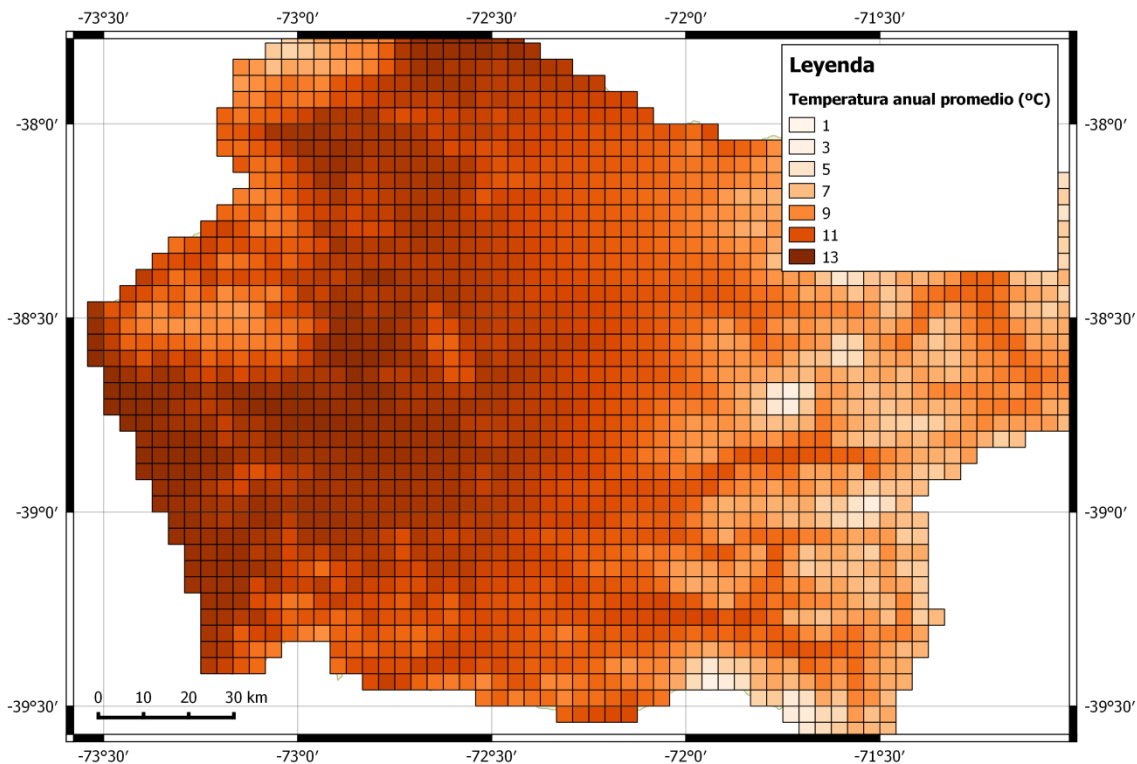 -73°30′ -73°0′ -72°30′ -72°0′ -71°30′
Leyenda
Temperatura anual promedio (ºC)
1
3
5
7
9
11
13
-38°0′ -38°0′
-38°30′ -38°30′
-39°0′ -39°0′
-39°30′ -39°30′
0 10 20 30 km
-73°30′ -73°0′ -72°30′ -72°0′ -71°30′